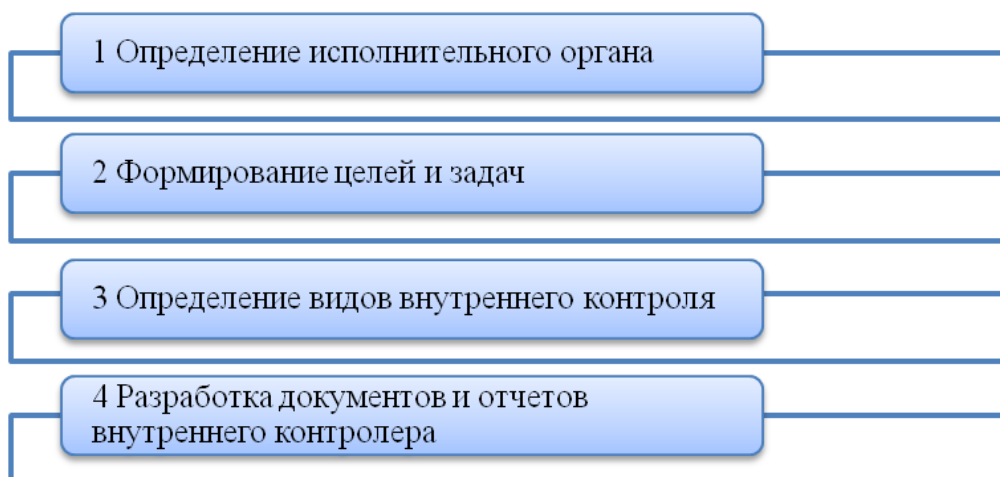 1 Определение исполнительного органа
2 Формирование целей и задач
3 Определение видов внутреннего контроля
4 Разработка документов и отчетов
внутреннего контролера